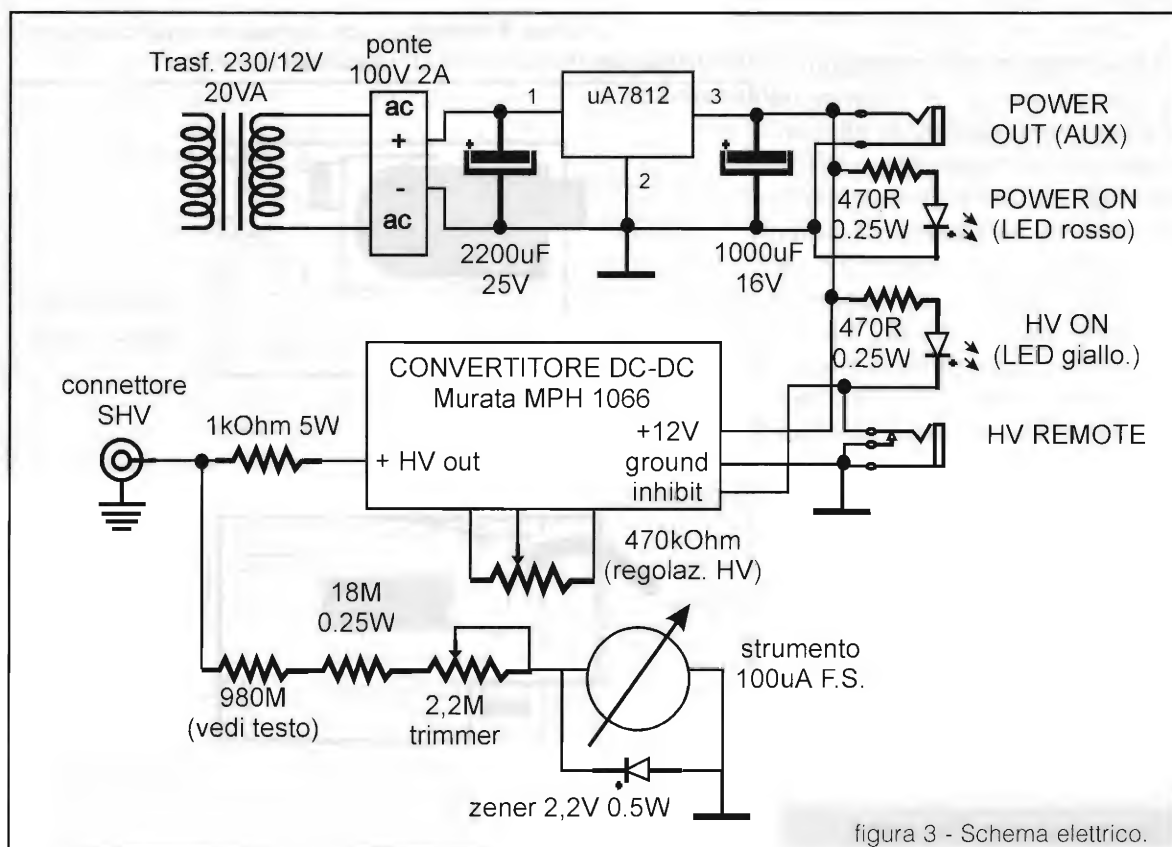 ponte
100V 2A
Trasf. 230/12V
20VA
ac
+
-
ac
1
uA7812
3
2
+
2200uF
25V
1000uF
16V
POWER
OUT (AUX)
470R
0.25W
POWER ON
(LED rosso)
470R
0.25W
HV ON
(LED giallo.)
HV REMOTE
connettore
SHV
1kOhm 5W
CONVERTITORE DC-DC
Murata MPH 1066
+ HV out
+12V
ground
inhibit
470kOhm
(regolaz. HV)
18M
0.25W
980M
(vedi testo)
2,2M
trimmer
strumento
100uA F.S.
zener 2,2V 0.5W
figura 3 - Schema elettrico.